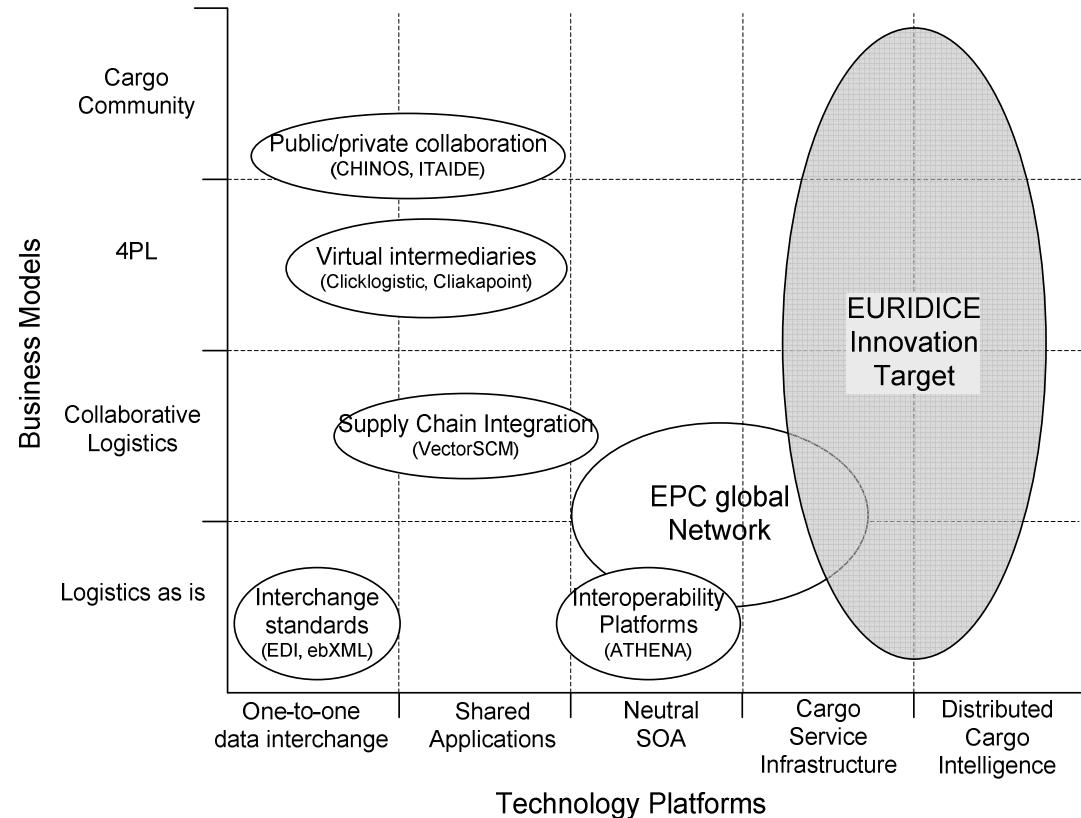 Business Models
Cargo
Community
4PL
Collaborative
Logistics
Logistics as is
Public/private collaboration
(CHINOS, ITAIDE)
Virtual intermediaries
(Clicklogistic, Cliakapoint)
Supply Chain Integration
(VectorSCM)
EPC global
Network
Interchange
standards
(EDI, ebXML)
Interoperability
Platforms
(ATHENA)
EURIDICE
Innovation
Target
One-to-one
data interchange
Shared
Applications
Neutral
SOA
Cargo
Service
Infrastructure
Distributed
Cargo
Intelligence
Technology Platforms